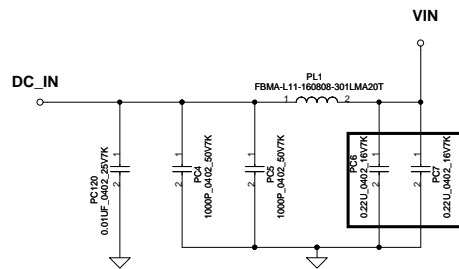 VIN
PL1
FBMA-L11-160808-301LMA20T
DC_IN
1
2
1
2
PC120
0.01UF_0402_25V7K
1
2
PC4
1000P_0402_50V7K
1
2
PC5
1000P_0402_50V7K
1
2
PC6
0.22U_0402_16V7K
1
2
PC7
0.22U_0402_16V7K